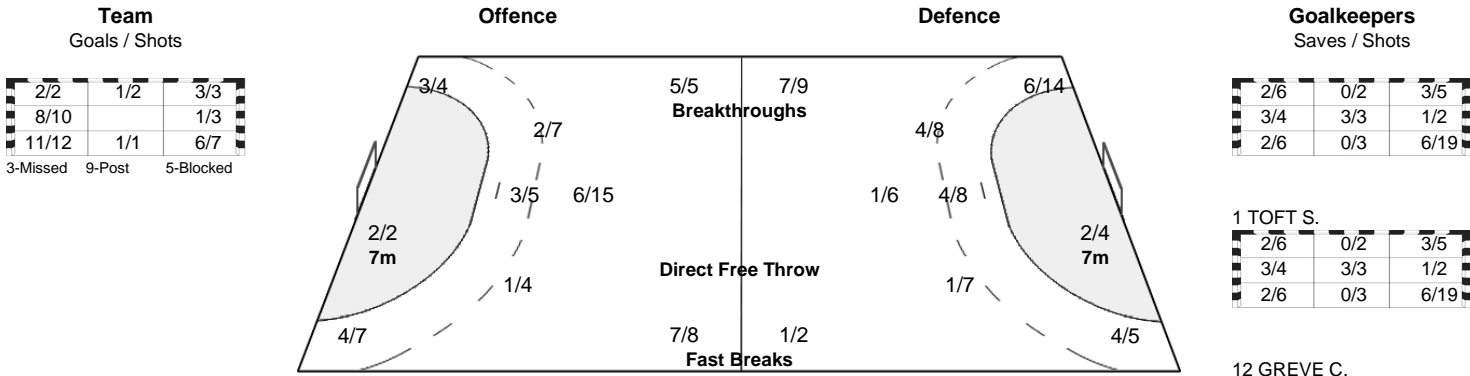 Team
Goals / Shots
2/2 1/2 3/3
8/10 1/3
11/12 1/1 6/7
3-Missed 9-Post 5-Blocked
Offence Defence
3/4 5/5 7/9 6/14
Breakthroughs
2/7 4/8
3/5 6/15 1/6 4/8
2/2 2/4
7m 7m
Direct Free Throw
1/4 1/7
4/7 7/8 1/2 4/5
Fast Breaks
Goalkeepers
Saves / Shots
2/6 0/2 3/5
3/4 3/3 1/2
2/6 0/3 6/19
1 TOFT S.
2/6 0/2 3/5
3/4 3/3 1/2
2/6 0/3 6/19
12 GREVE C.